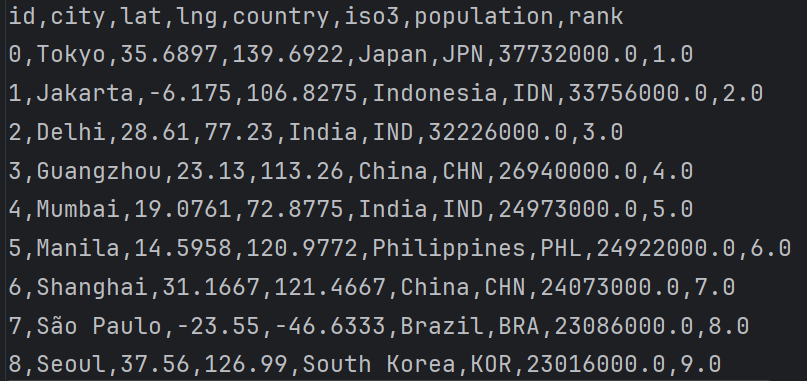 id,city,lat,lng,country,iso3,population,rank
0,Tokyo,35.6897,139.6922,Japan,JPN,37732000.0,1.0
1,Jakarta,-6.175,106.8275,Indonesia,IDN,33756000.0,2.0
2,Delhi,28.61,77.23,India,IND,32226000.0,3.0
3,Guangzhou,23.13,113.26,China,CHN,26940000.0,4.0
4,Mumbai,19.0761,72.8775,India,IND,24973000.0,5.0
5,Manila,14.5958,120.9772,Philippines,PHL,24922000.0,6.0
6,Shanghai,31.1667,121.4667,China,CHN,24073000.0,7.0
7,São Paulo,-23.55,-46.6333,Brazil,BRA,23086000.0,8.0
8,Seoul,37.56,126.99,South Korea,KOR,23016000.0,9.0